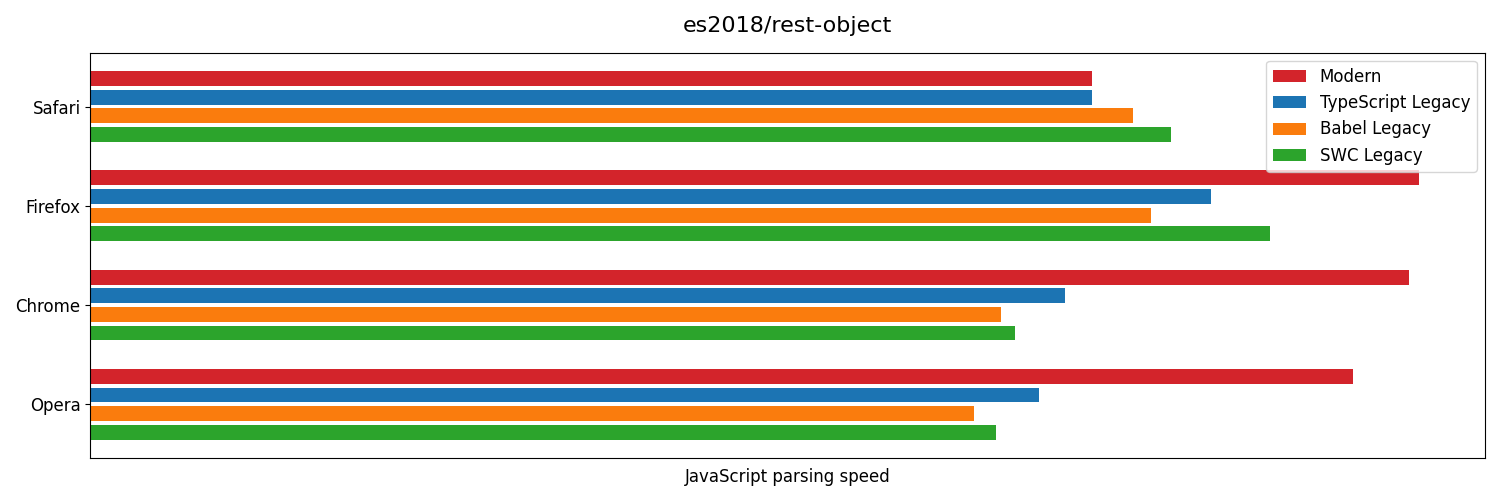 es2018/rest-object
Modern
TypeScript Legacy
Babel Legacy
SWC Legacy
Safari
Firefox
Chrome
Opera
JavaScript parsing speed